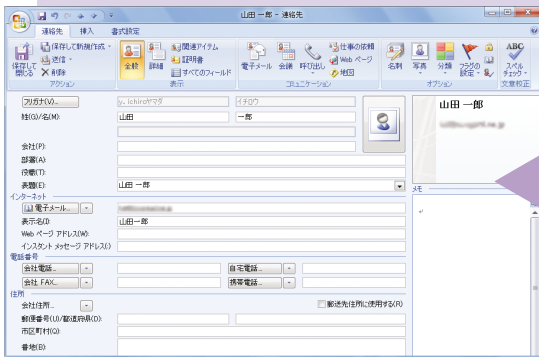 山田 一郎 - 連絡先
連絡先 挿入 書式設定
保存して閉じる
保存して新規作成
送信
削除
アクション
全般
詳細
関連アイテム
証明書
すべてのフィールド
表示
電子メール
会議
呼び出し
仕事の依頼
Web ページ
地図
コミュニケーション
名刺
写真
分類
フラグの設定
オプション
ABC
スペル チェック
文章校正
フリガナ(V)...
y. ichiroヤマダ
イチロウ
姓(G)/名(M):
山田
一郎
会社(P):
部署(A):
役職(T):
表題(E):
山田 一郎
インターネット
電子メール...
表示名(I):
山田一郎
Web ページ アドレス(W):
インスタント メッセージ アドレス(:)
電話番号
会社電話...
自宅電話...
会社 FAX...
携帯電話...
住所
会社住所...
郵送先住所に使用する(R)
郵便番号(U)/都道府県(D):
市区町村(Q):
番地(B):
山田 一郎
メモ